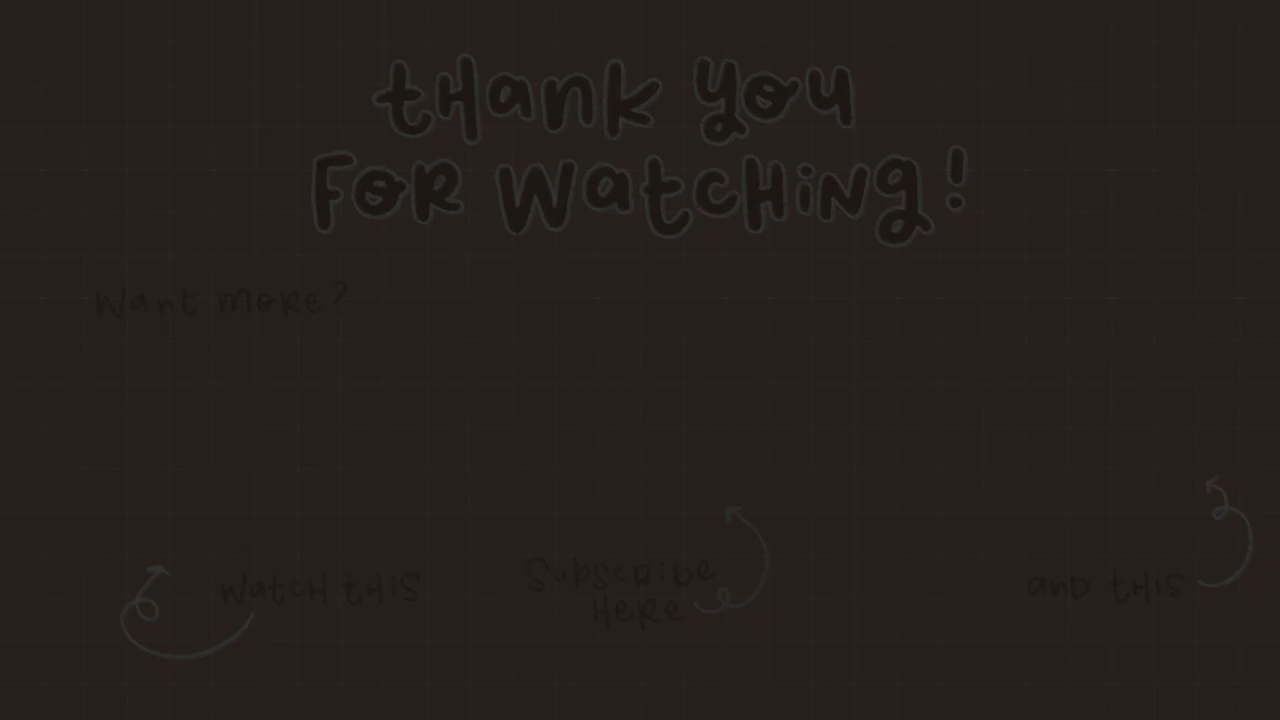 tHank you
FOR WatcHiNg!
Want moRe?
Watch tHiS
Subscribe
HeRe
anD tHiS